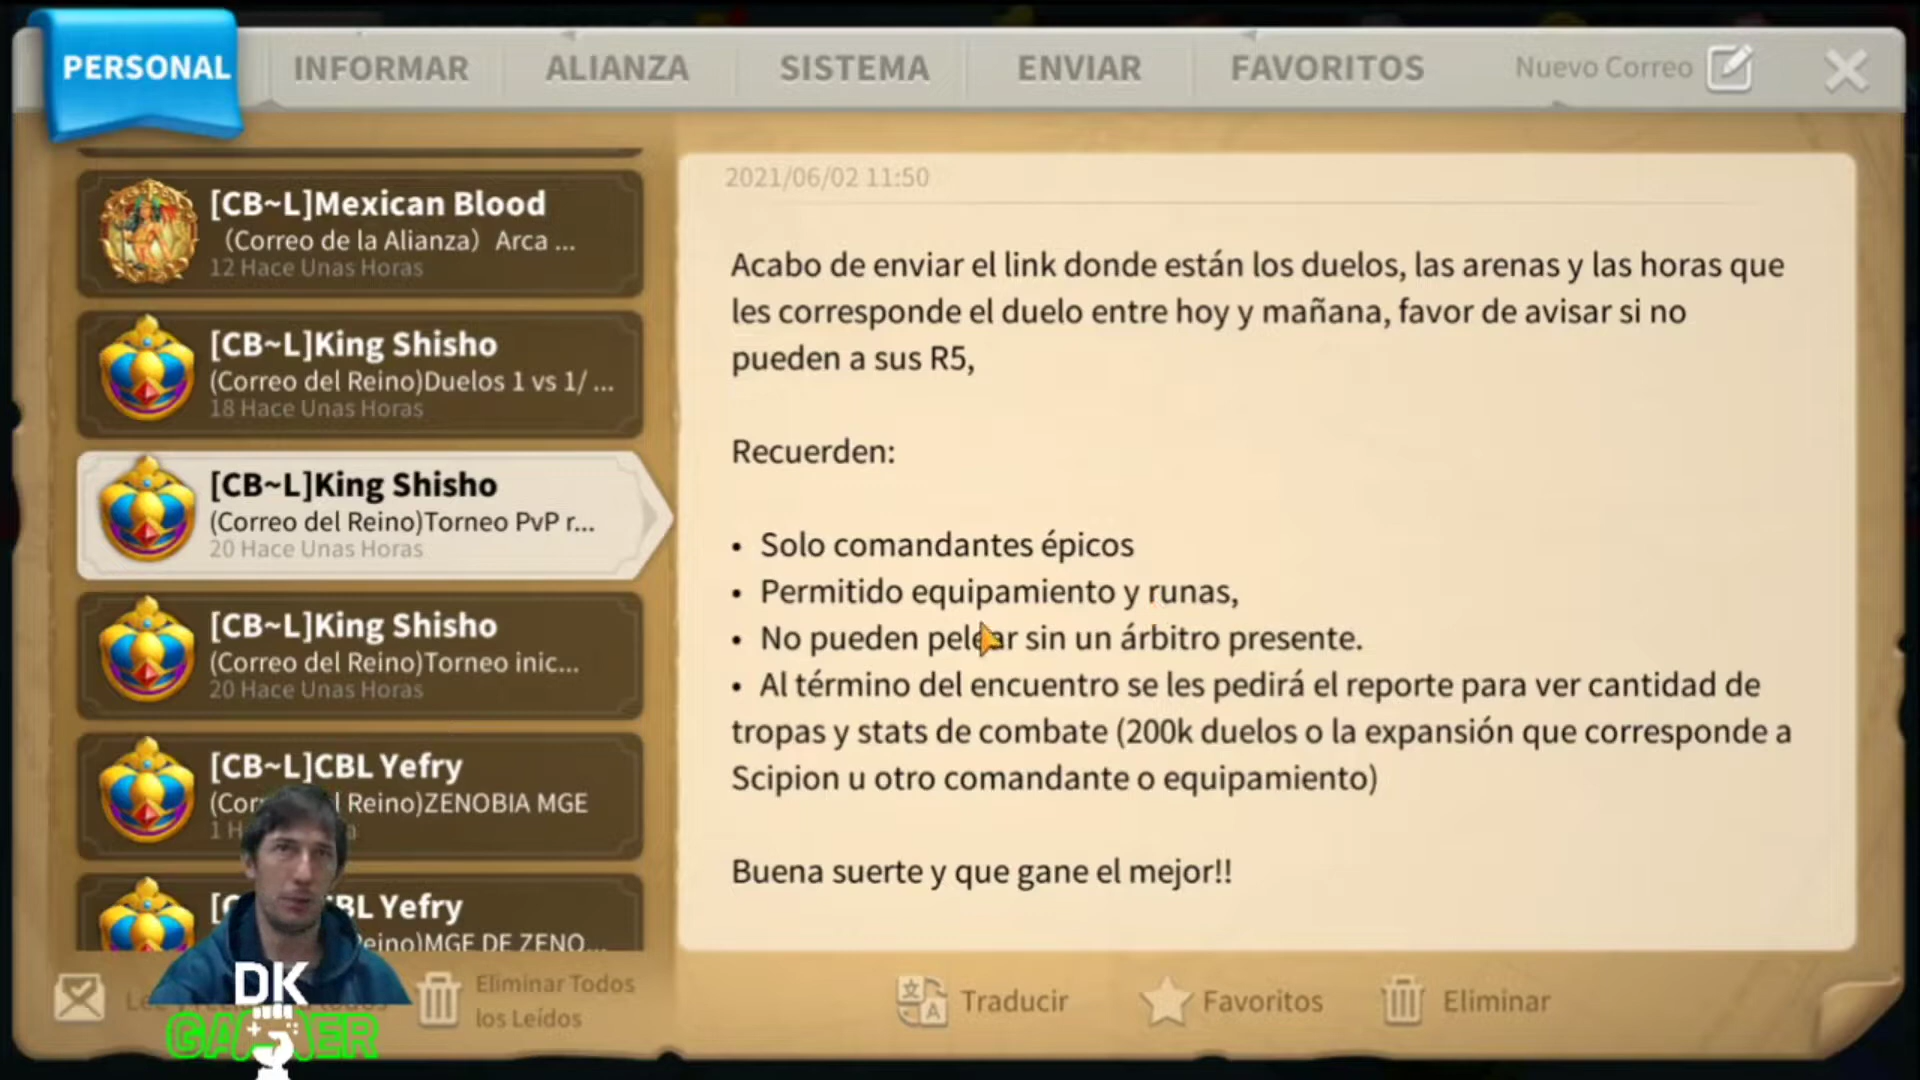 PERSONAL
INFORMAR
ALIANZA
SISTEMA
ENVIAR
FAVORITOS
Nuevo Correo
[CB~L]Mexican Blood
(Correo de la Alianza) Arca ...
12 Hace Unas Horas
[CB~L]King Shisho
(Correo del Reino)Duelos 1 vs 1/ ...
18 Hace Unas Horas
[CB~L]King Shisho
(Correo del Reino)Torneo PvP r...
20 Hace Unas Horas
[CB~L]King Shisho
(Correo del Reino)Torneo inic...
20 Hace Unas Horas
[CB~L]CBL Yefry
Reino)ZENOBIA MGE
BL Yefry
Reino)MGE DE ZENO...
Eliminar Todos
los Leídos
2021/06/02 11:50
Acabo de enviar el link donde están los duelos, las arenas y las horas que
les corresponde el duelo entre hoy y mañana, favor de avisar si no
pueden a sus R5,
Recuerden:
• Solo comandantes épicos
• Permitido equipamiento y runas,
• No pueden pelear sin un árbitro presente.
• Al término del encuentro se les pedirá el reporte para ver cantidad de
tropas y stats de combate (200k duelos o la expansión que corresponde a
Scipion u otro comandante o equipamiento)
Buena suerte y que gane el mejor!!
Traducir
Favoritos
Eliminar
DK
GAMER